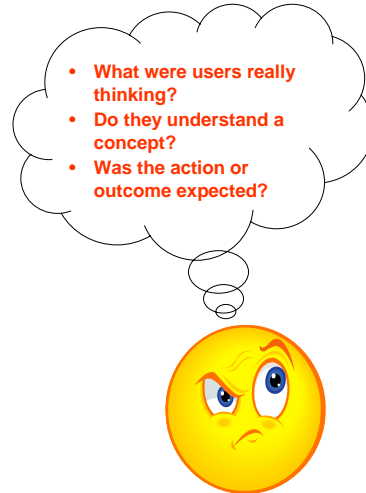 • What were users really
thinking?
• Do they understand a
concept?
• Was the action or
outcome expected?